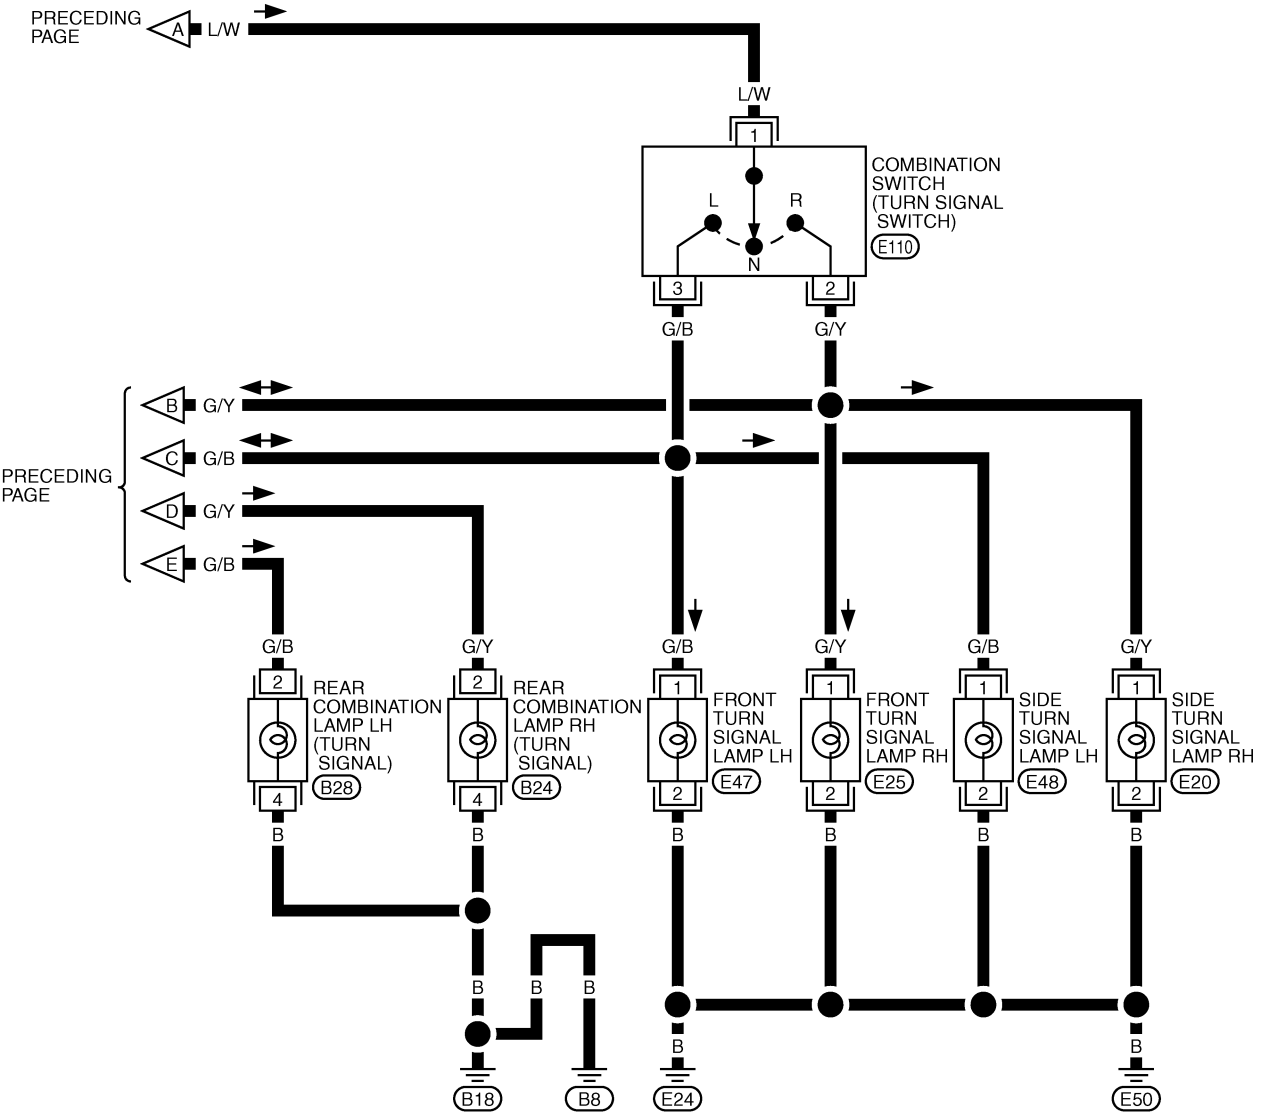 PRECEDING
PAGE
A
L/W
L/W
1
COMBINATION
SWITCH
(TURN SIGNAL
SWITCH)
E110
L
R
N
3
2
G/B
G/Y
PRECEDING
PAGE
B
G/Y
C
G/B
D
G/Y
E
G/B
G/B
G/Y
G/B
G/Y
G/B
G/Y
2
REAR
COMBINATION
LAMP LH
(TURN
SIGNAL)
B28
4
2
REAR
COMBINATION
LAMP RH
(TURN
SIGNAL)
B24
4
1
FRONT
TURN
SIGNAL
LAMP LH
E47
2
1
FRONT
TURN
SIGNAL
LAMP RH
E25
2
1
SIDE
TURN
SIGNAL
LAMP LH
E48
2
1
SIDE
TURN
SIGNAL
LAMP RH
E20
2
B
B
B
B
B
B
B
B
B
B
B
B18
B8
E24
E50